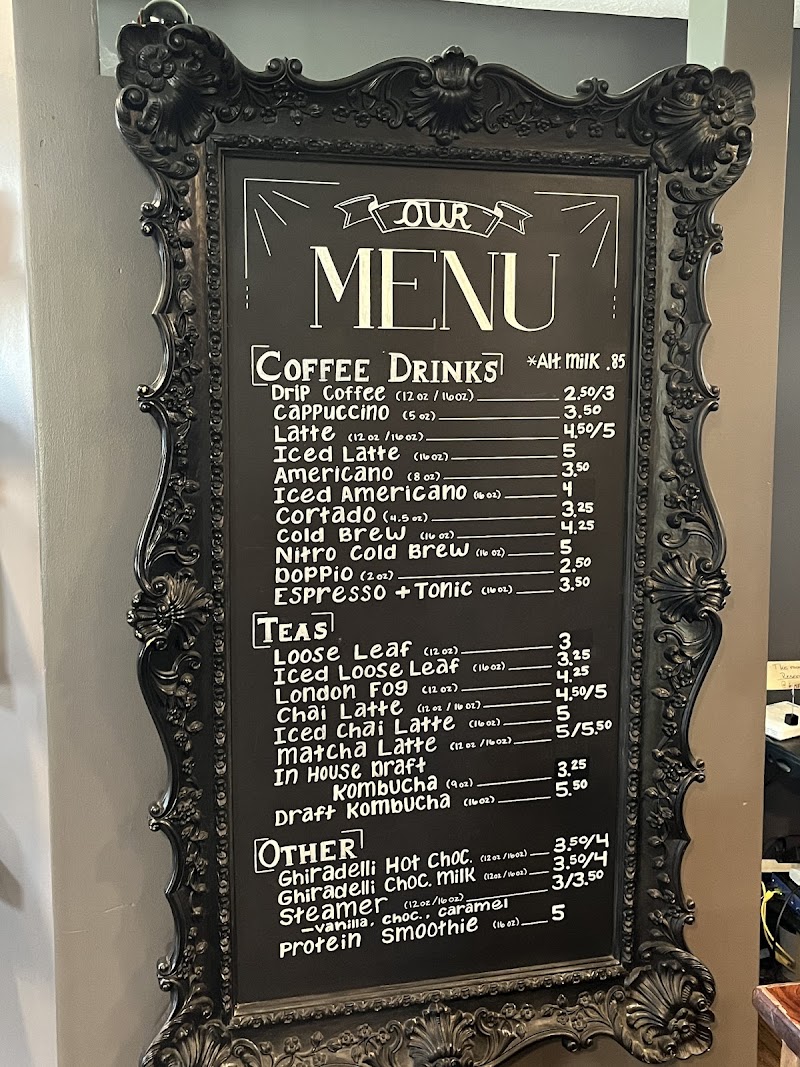 OUR
MENU
COFFEE DRINKS *Alt. Milk .85
Drip Coffee (12 oz / 16 oz) 2.50/3
Cappuccino (5 oz) 3.50
Latte (12 oz / 16 oz) 4.50/5
Iced Latte (16 oz) 5
Americano (8 oz) 3.50
Iced Americano (16 oz) 4
Cortado (4.5 oz) 3.25
Cold Brew (16 oz) 4.25
Nitro Cold Brew (16 oz) 5
Doppio (2 oz) 2.50
Espresso + Tonic (16 oz) 3.50
TEAS
Loose Leaf (12 oz) 3
Iced Loose Leaf (16 oz) 3.25
London Fog (12 oz) 4.25
Chai Latte (12 oz / 16 oz) 4.50/5
Iced Chai Latte (16 oz) 5
Matcha Latte (12 oz / 16 oz) 5/5.50
In House Draft
Kombucha (9 oz) 3.25
Draft Kombucha (16 oz) 5.50
OTHER
Ghiradelli Hot Choc. (12 oz / 16 oz) 3.50/4
Ghiradelli Choc. Milk (12 oz / 16 oz) 3.50/4
Steamer (12 oz / 16 oz) 3/3.50
-vanilla, choc., caramel
Protein Smoothie (16 oz) 5